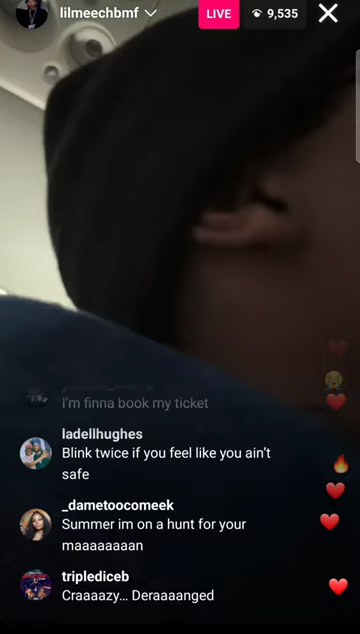 lilmeechbmf
LIVE
9,535
I'm finna book my ticket
ladellhughes
Blink twice if you feel like you ain't
safe
_dametoocomeek
Summer im on a hunt for your
maaaaaaaan
triplediceb
Craaaazy... Deraaaanged